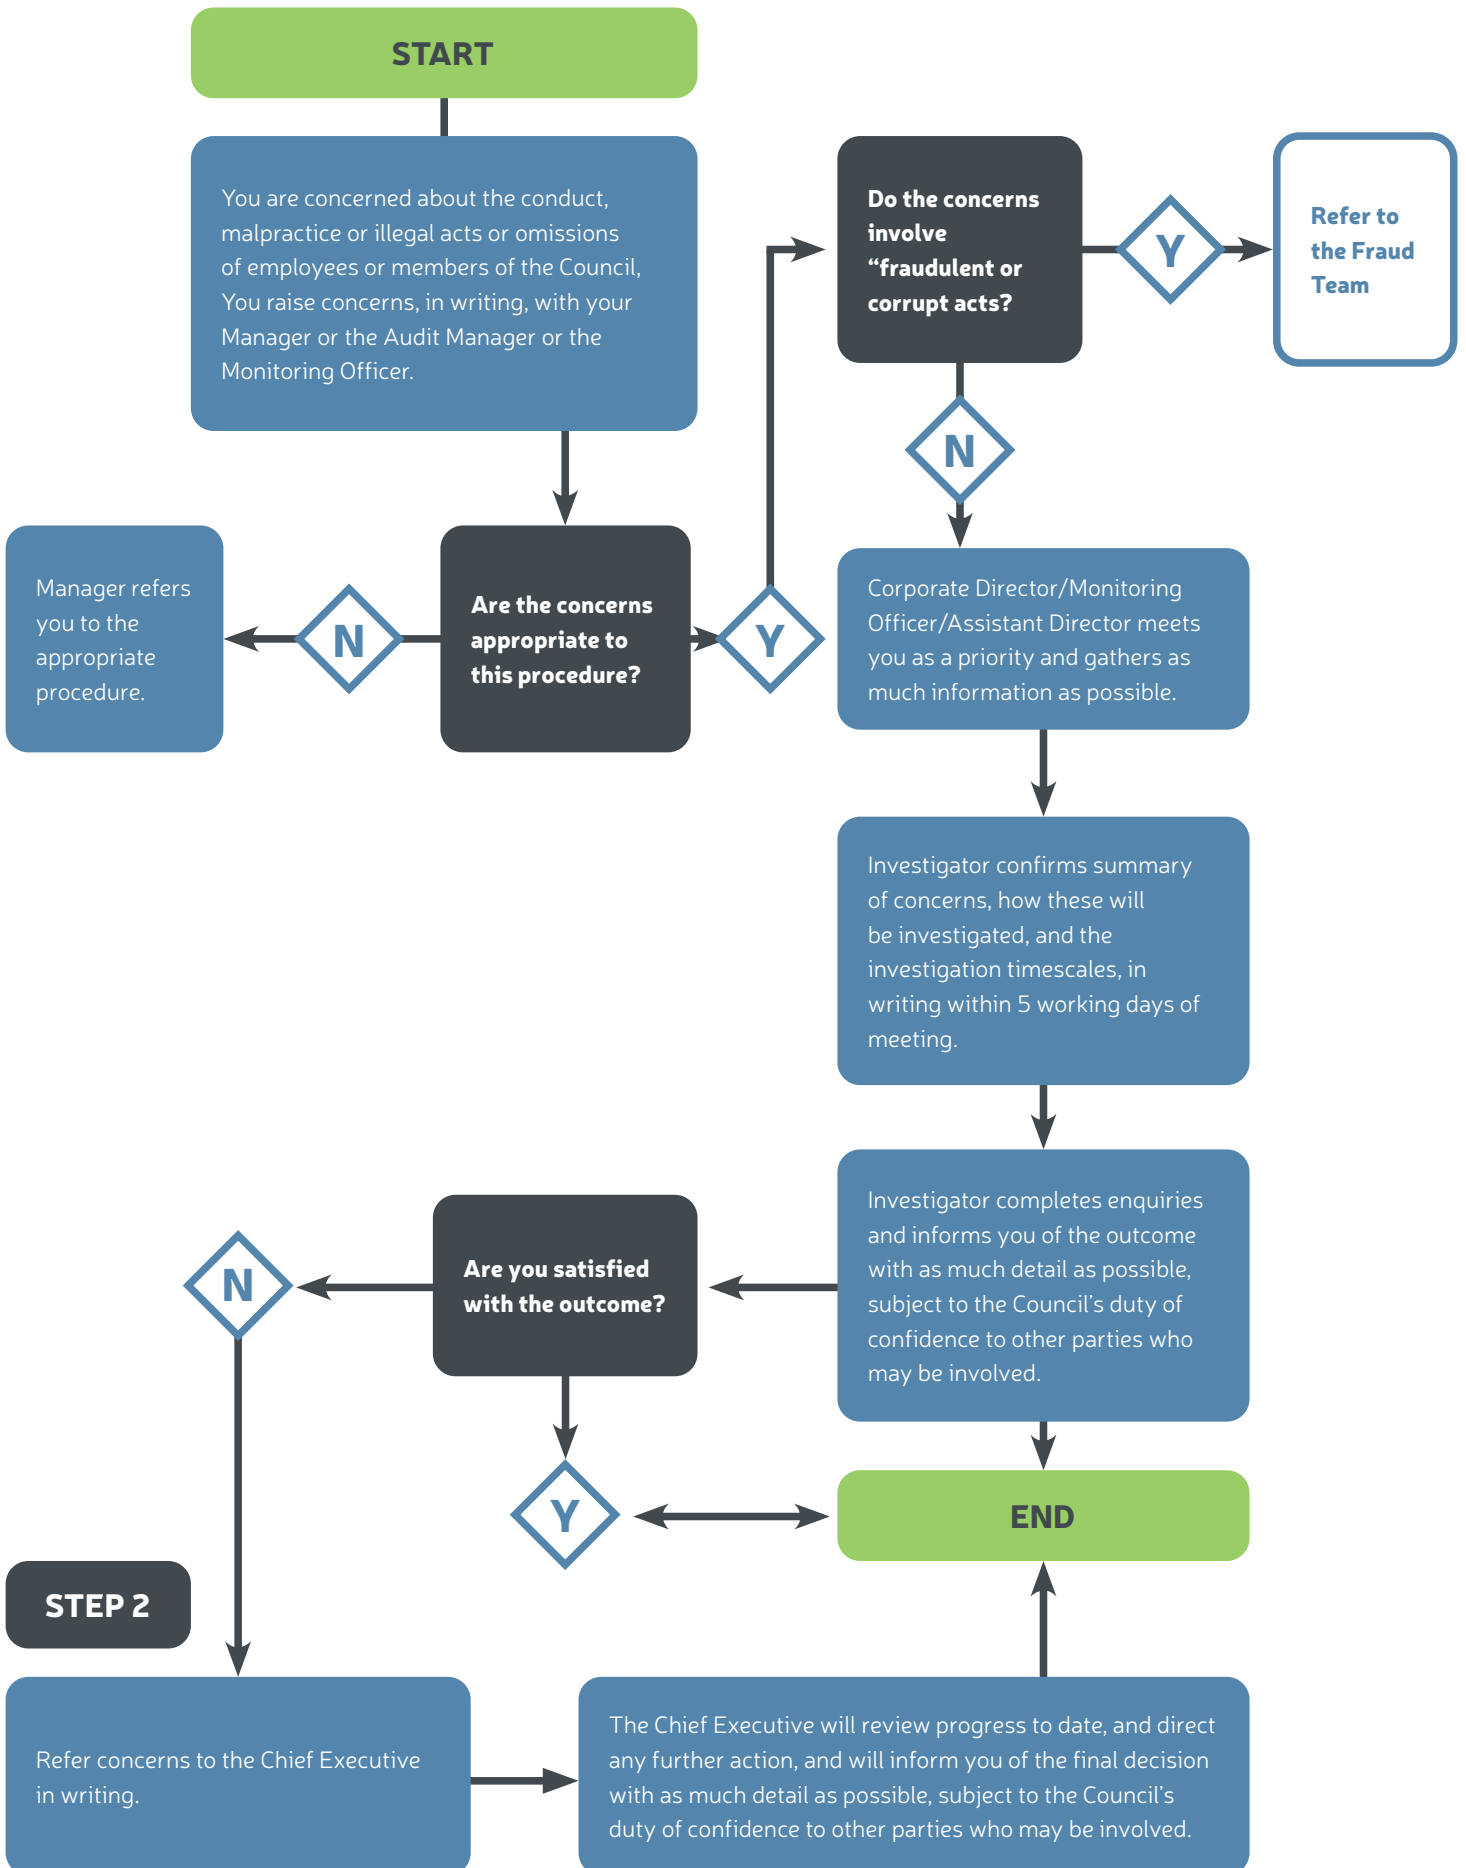 START
You are concerned about the conduct,
malpractice or illegal acts or omissions
of employees or members of the Council,
You raise concerns, in writing, with your
Manager or the Audit Manager or the
Monitoring Officer.
Do the concerns
involve
“fraudulent or
corrupt acts?
Y
Refer to
the Fraud
Team
N
Manager refers
you to the
appropriate
procedure.
N
Are the concerns
appropriate to
this procedure?
Y
Corporate Director/Monitoring
Officer/Assistant Director meets
you as a priority and gathers as
much information as possible.
Investigator confirms summary
of concerns, how these will
be investigated, and the
investigation timescales, in
writing within 5 working days of
meeting.
Investigator completes enquiries
and informs you of the outcome
with as much detail as possible,
subject to the Council’s duty of
confidence to other parties who
may be involved.
Are you satisfied
with the outcome?
N
Y
END
STEP 2
Refer concerns to the Chief Executive
in writing.
The Chief Executive will review progress to date, and direct
any further action, and will inform you of the final decision
with as much detail as possible, subject to the Council’s
duty of confidence to other parties who may be involved.